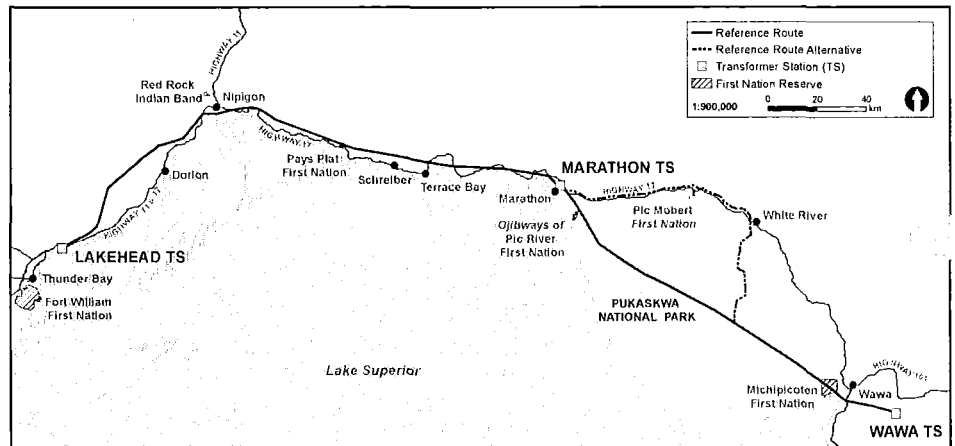 Reference Route
Reference Route Alternative
Transformer Station (TS)
First Nation Reserve
1:900,000
0 20 40
km
HIGHWAY 11
Red Rock
Indian Band
Nipigon
HIGHWAY 17
Pays Plat
First Nation
Schreiber
Terrace Bay
Dorion
HIGHWAY 11 & 17
LAKEHEAD TS
Thunder Bay
Fort William
First Nation
MARATHON TS
Marathon
HIGHWAY 17
Pic Mobert
First Nation
White River
Ojibways of
Pic River
First Nation
PUKASKWA
NATIONAL PARK
Lake Superior
Michipicoten
First Nation
Wawa
HIGHWAY 101
WAWA TS